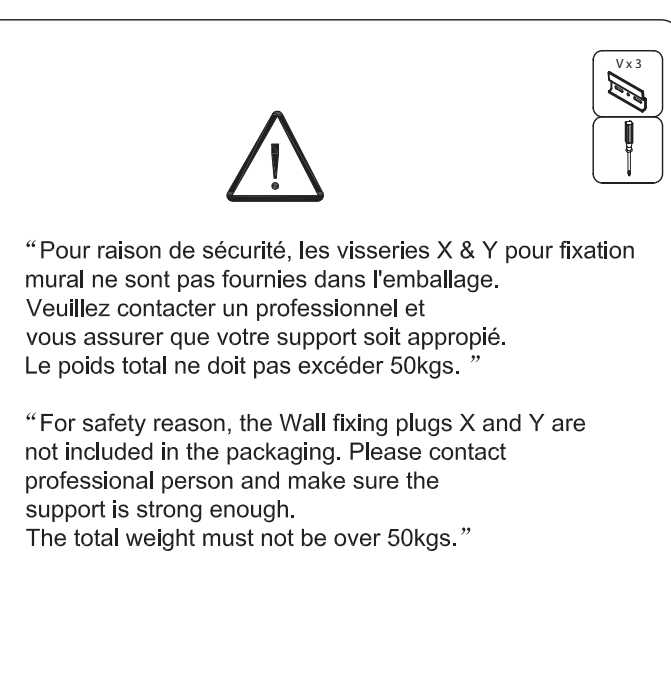 V x 3
“Pour raison de sécurité, les visseries X & Y pour fixation
mural ne sont pas fournies dans l'emballage.
Veuillez contacter un professionnel et
vous assurer que votre support soit appropié.
Le poids total ne doit pas excéder 50kgs. ”
“For safety reason, the Wall fixing plugs X and Y are
not included in the packaging. Please contact
professional person and make sure the
support is strong enough.
The total weight must not be over 50kgs.”